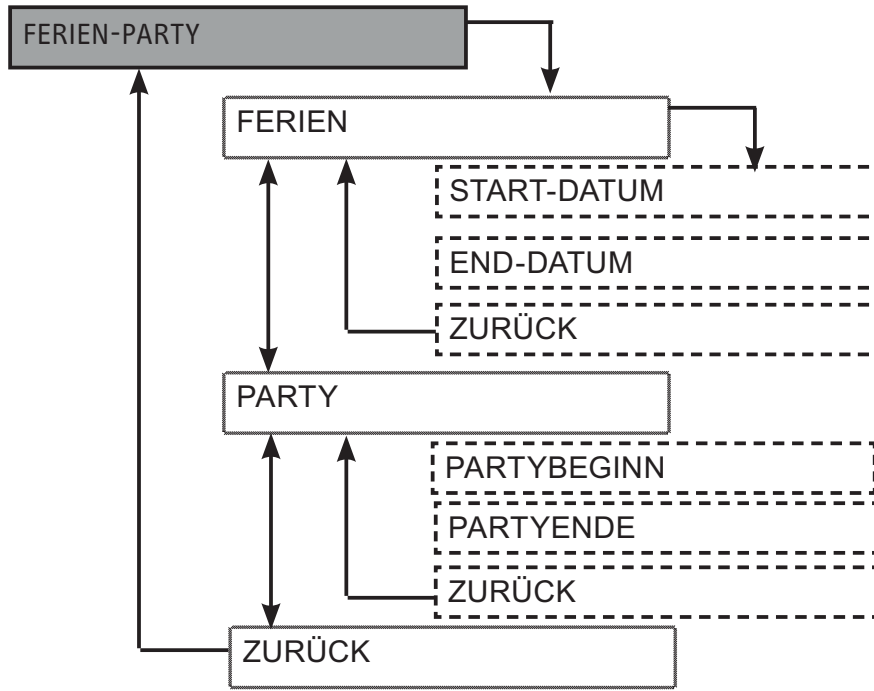 FERIEN-PARTY
FERIEN
START-DATUM
END-DATUM
ZURÜCK
PARTY
PARTYBEGINN
PARTYENDE
ZURÜCK
ZURÜCK